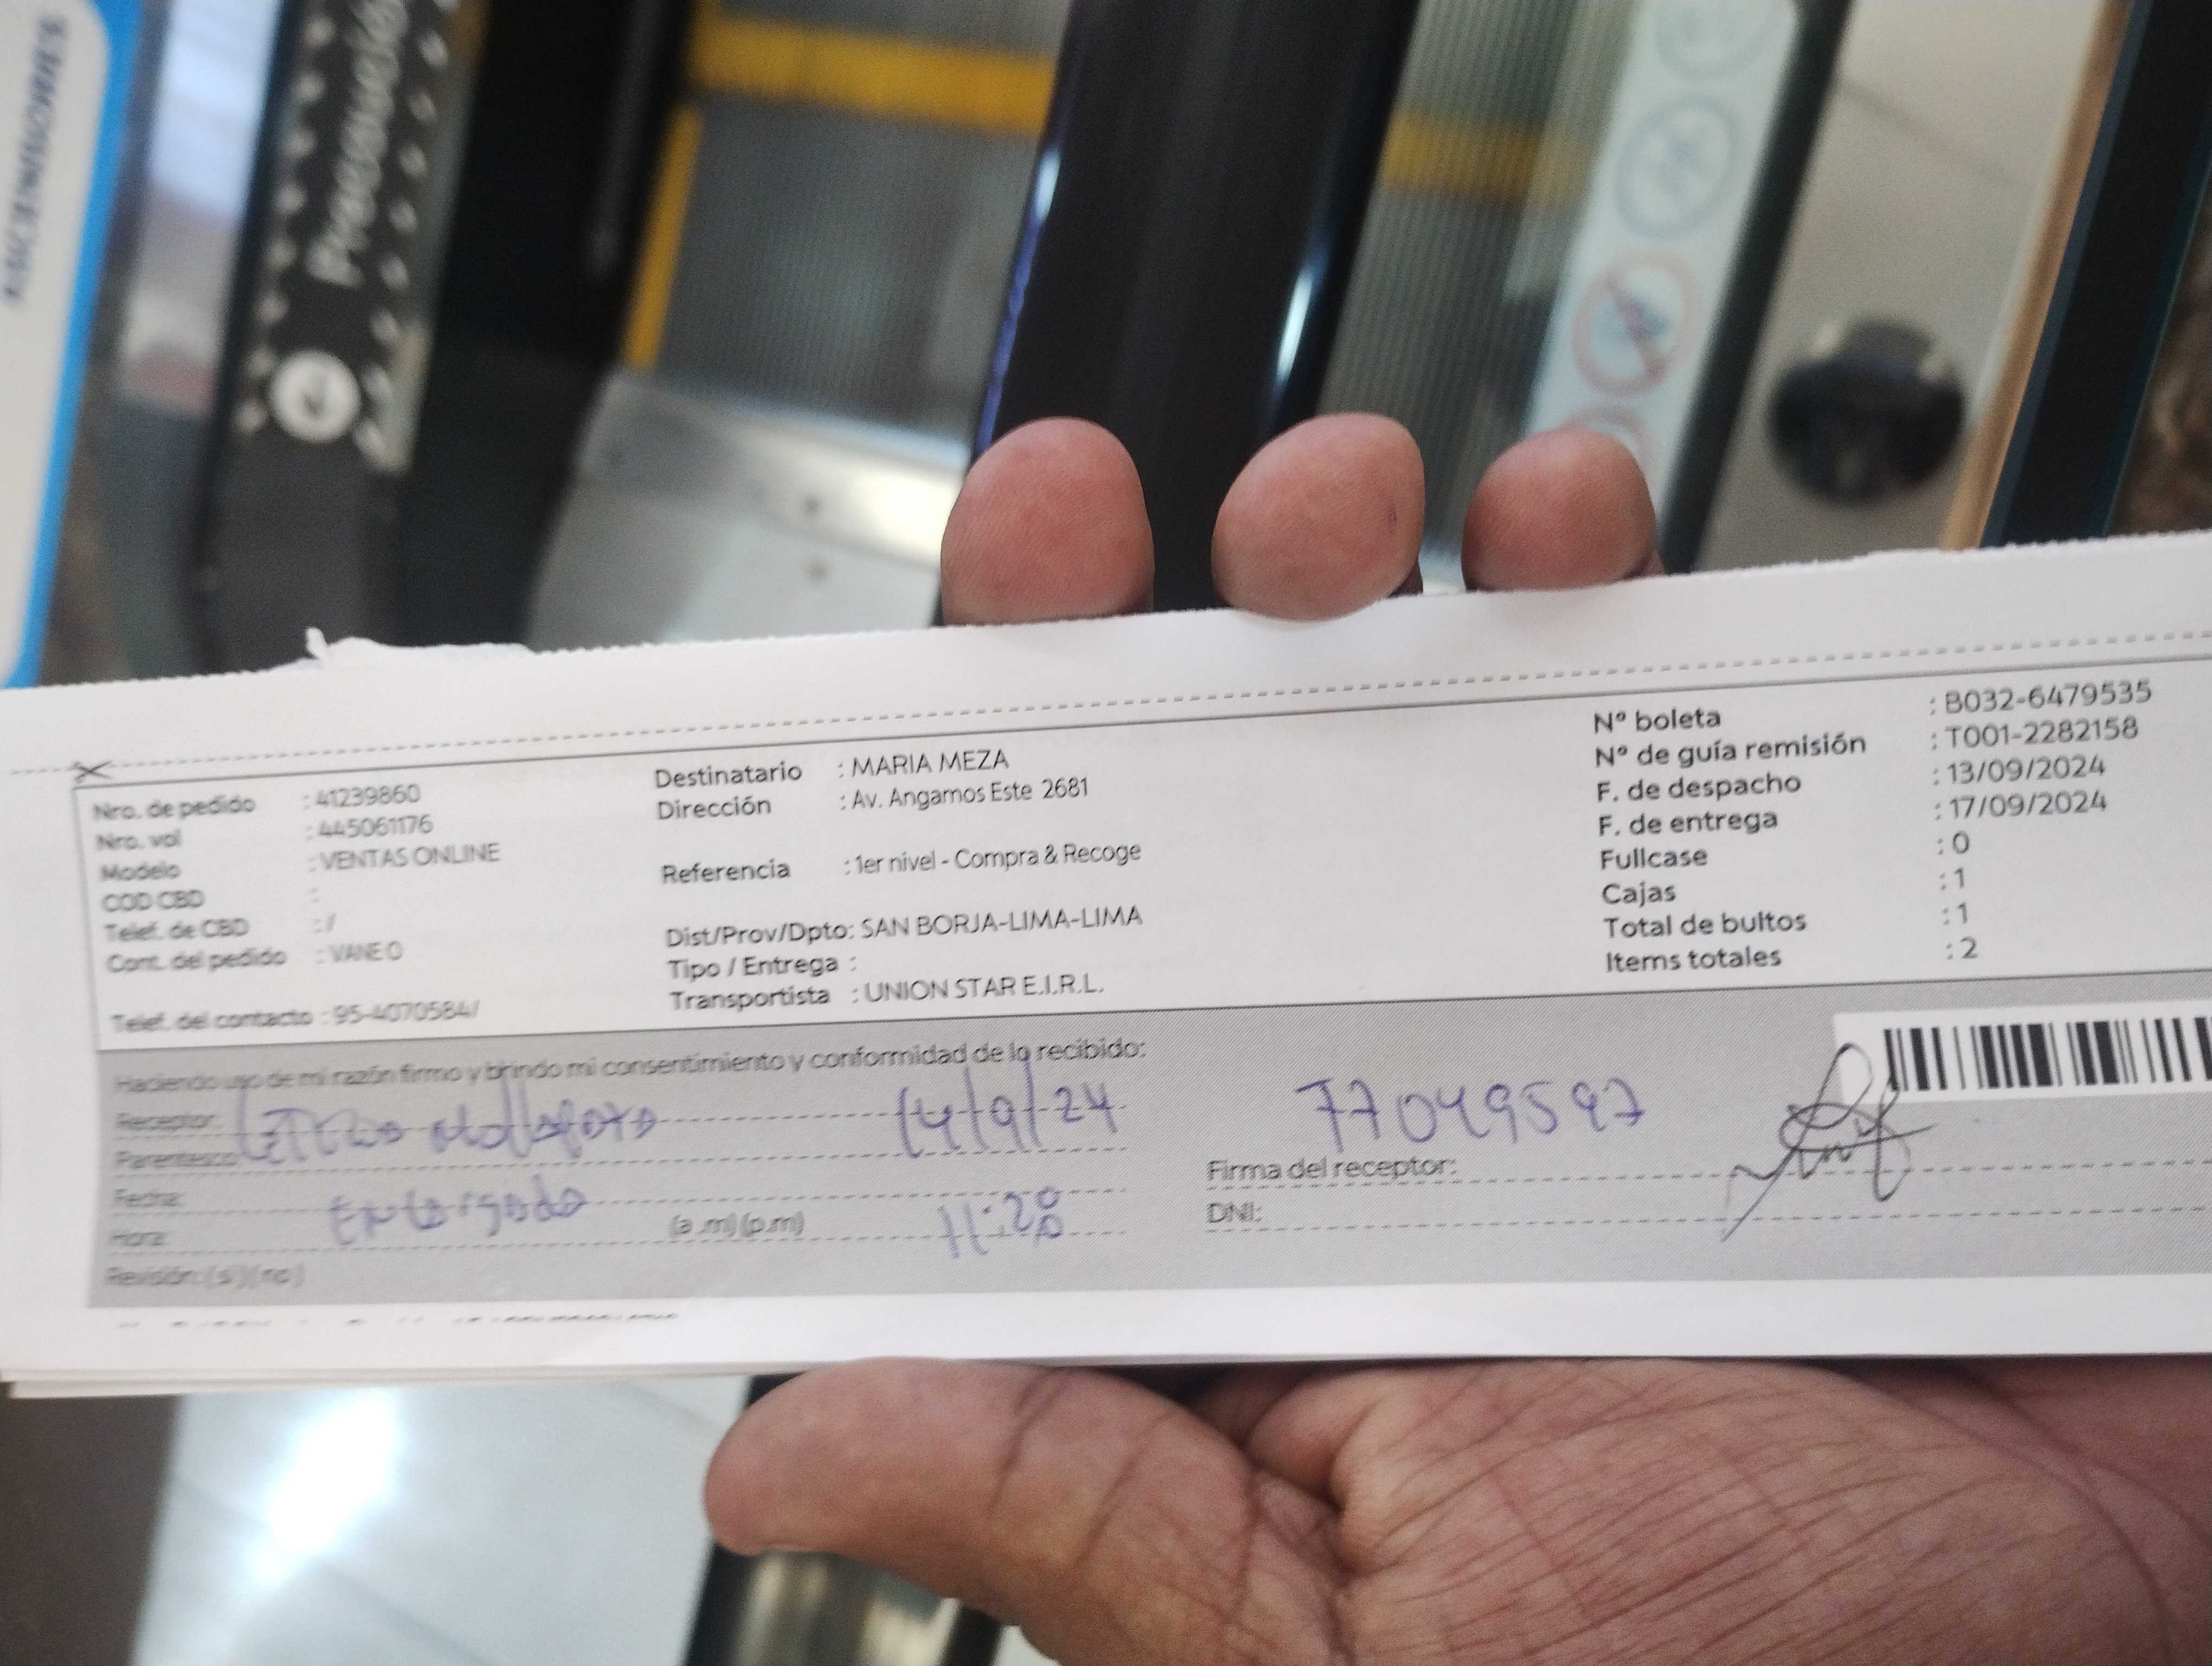 ASCENSORES
Precaución
Nro. de pedido : 41239860
Nro. vol : 445061176
Modelo : VENTAS ONLINE
COD CBD :
Telef. de CBD : /
Cont. del pedido : VANE O
Telef. del contacto : 95-4070584/
Destinatario : MARIA MEZA
Dirección : Av. Angamos Este 2681
Referencia : 1er nivel - Compra & Recoge
Dist/Prov/Dpto: SAN BORJA-LIMA-LIMA
Tipo / Entrega :
Transportista : UNION STAR E.I.R.L.
Nº boleta : B032-6479535
Nº de guía remisión : T001-2282158
F. de despacho : 13/09/2024
F. de entrega : 17/09/2024
Fullcase : 0
Cajas : 1
Total de bultos : 1
Items totales : 2
Haciendo uso de mi razón firmo y brindo mi consentimiento y conformidad de lo recibido:
Receptor: 14/9/24 77049597
Parentesco
Firma del receptor:
Fecha: Encargado
Hora: (a.m)(p.m) 11:28
DNI:
Revisión: (si)(no)